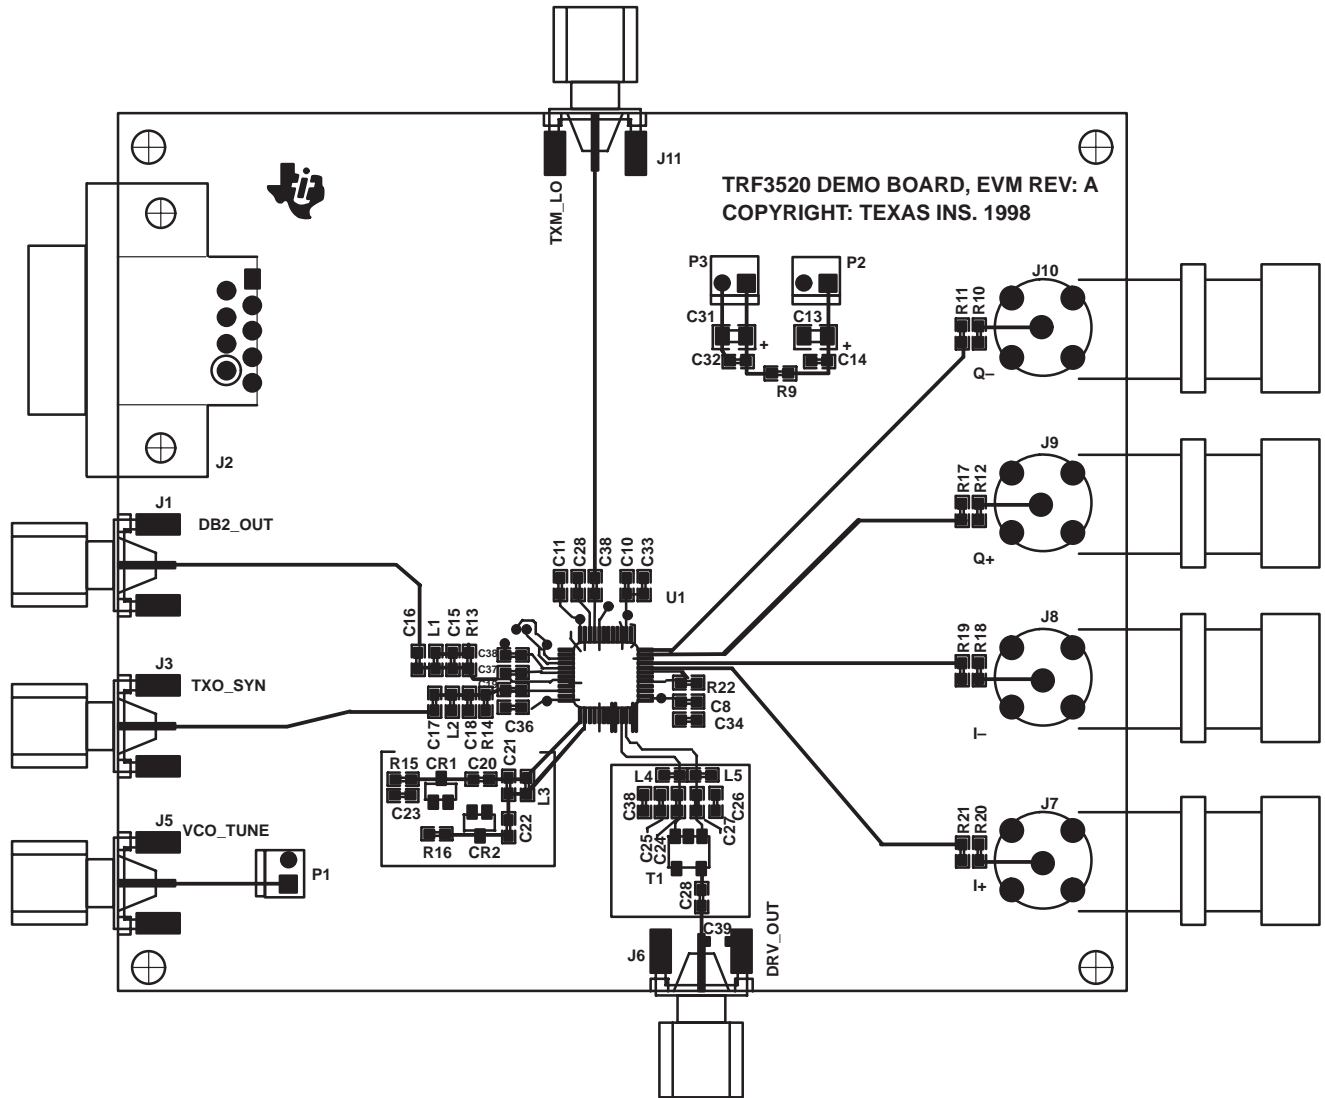 J11
TXM_LO
TRF3520 DEMO BOARD, EVM REV: A
COPYRIGHT: TEXAS INS. 1998
P3
P2
J10
R11
R10
C31
C13
+
+
C32
C14
R9
Q–
J2
J9
R17
R12
J1
DB2_OUT
Q+
C11
C28
C38
C10
C33
U1
C16
L1
C15
R13
C38
C37
J8
R19
R18
J3
TXO_SYN
R22
C8
C34
C36
C17
L2
C18
R14
I–
C21
R15
CR1
C20
L3
C23
C22
R16
CR2
L4
L5
C38
C26
C25
C24
C27
T1
C28
J7
R21
R20
J5
VCO_TUNE
P1
I+
C39
J6
DRV_OUT